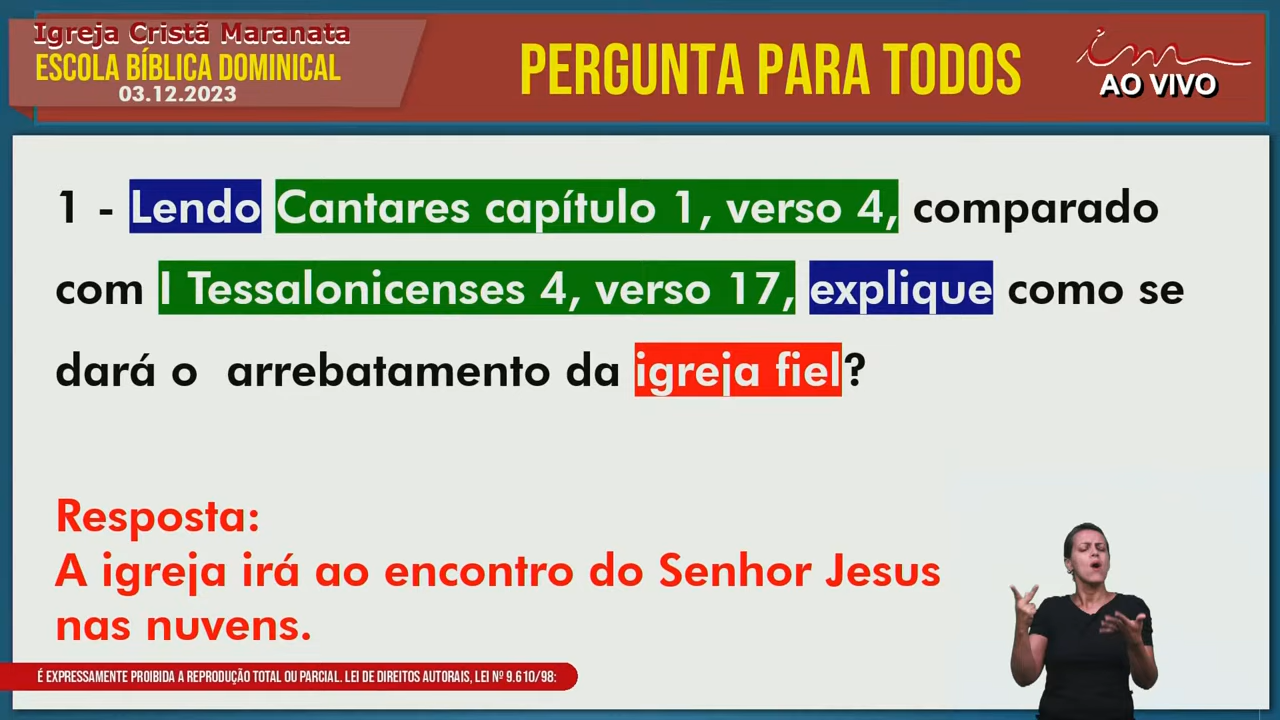 Igreja Cristã Maranata
ESCOLA BÍBLICA DOMINICAL
03.12.2023
PERGUNTA PARA TODOS
im
AO VIVO
1 - Lendo Cantares capítulo 1, verso 4, comparado
com I Tessalonicenses 4, verso 17, explique como se
dará o arrebatamento da igreja fiel?
Resposta:
A igreja irá ao encontro do Senhor Jesus
nas nuvens.
É EXPRESSAMENTE PROIBIDA A REPRODUÇÃO TOTAL OU PARCIAL. LEI DE DIREITOS AUTORAIS, LEI Nº 9.610/98: